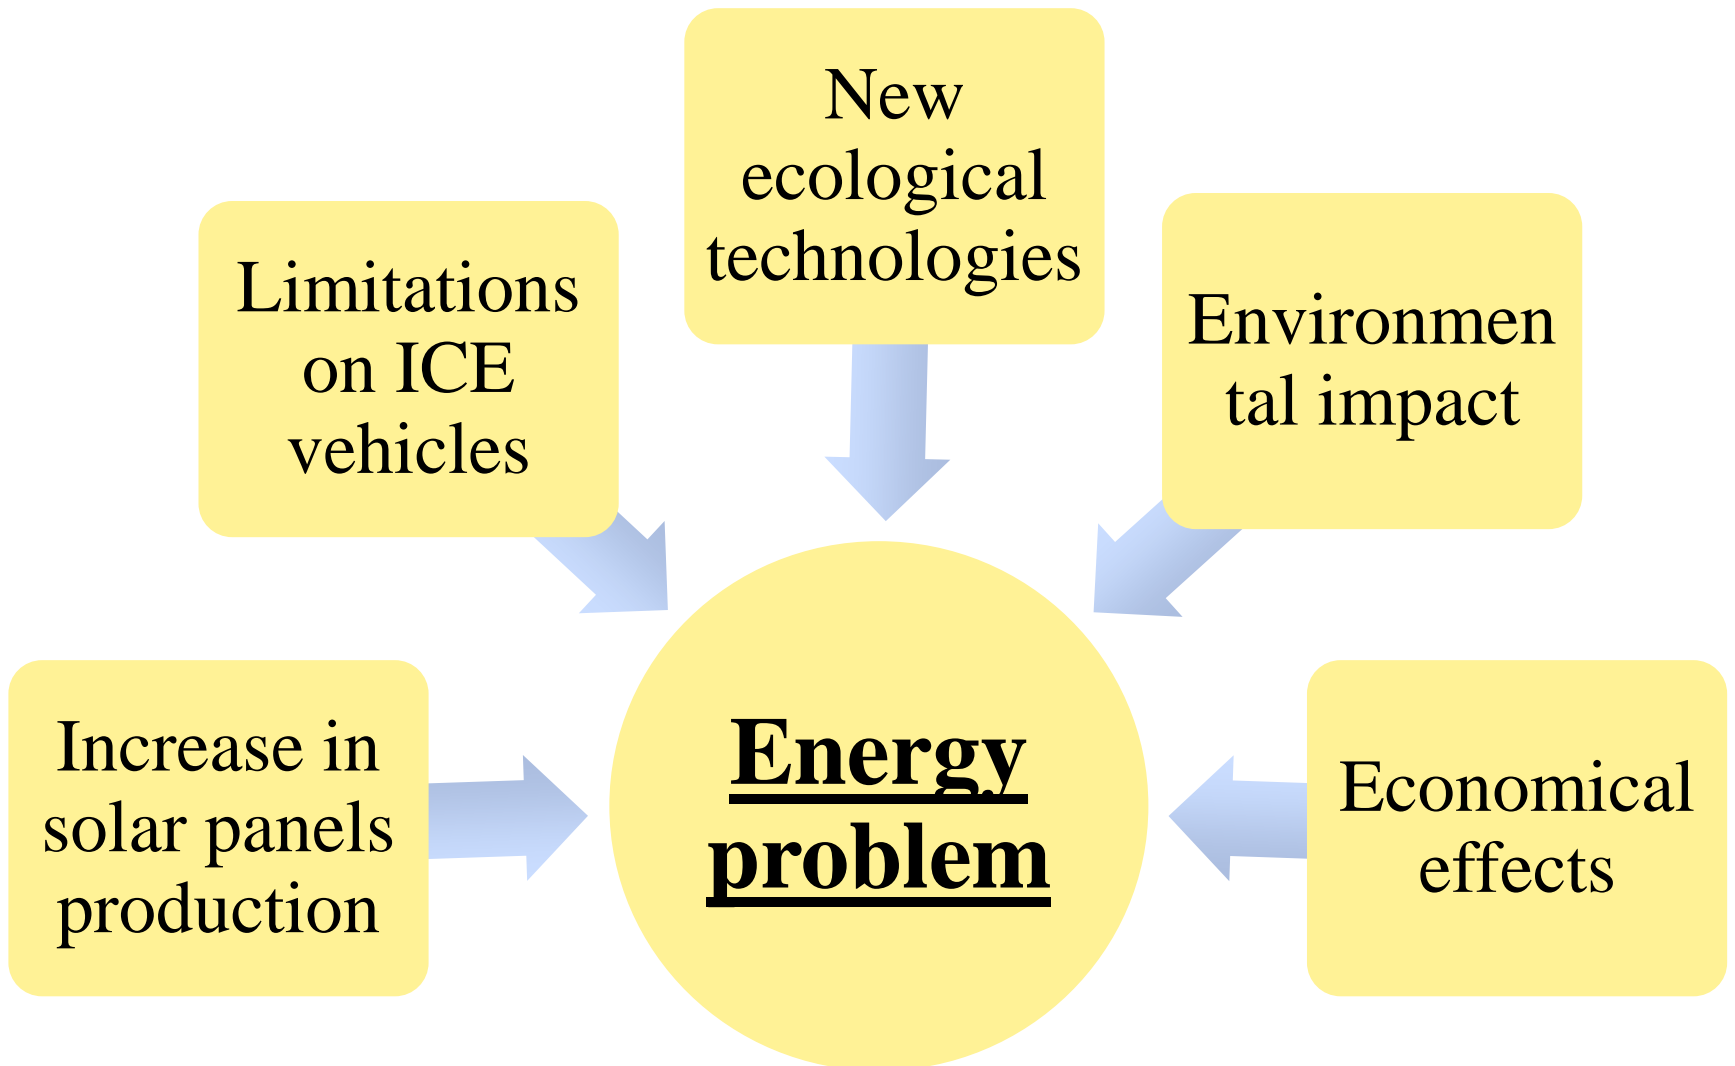 New
ecological
technologies
Limitations
on ICE
vehicles
Environmen
tal impact
Increase in
solar panels
production
Energy
problem
Economical
effects